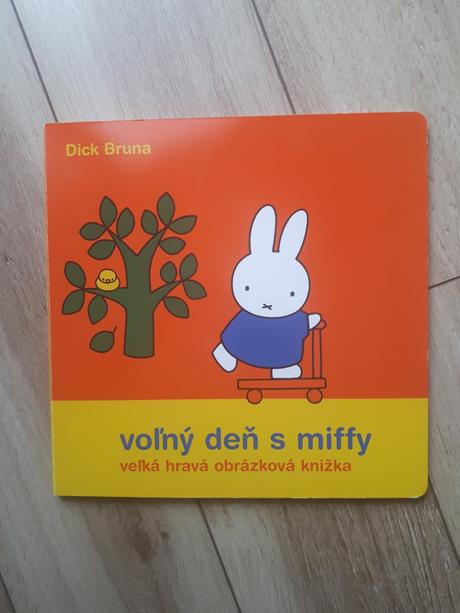 Dick Bruna
voľný deň s miffy
veľká hravá obrázková knižka